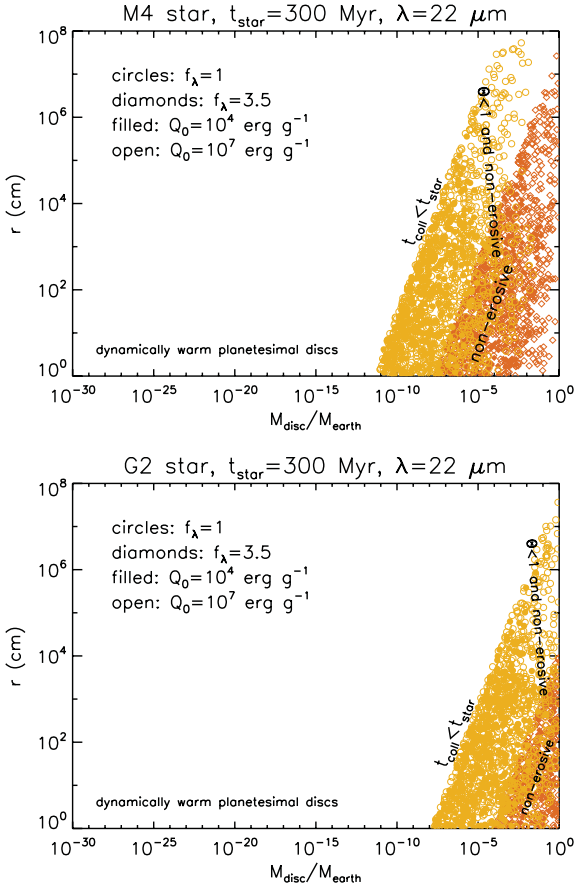 M4 star, t_star=300 Myr, λ=22 μm
10^8
circles: f_λ=1
diamonds: f_λ=3.5
filled: Q_0=10^4 erg g^-1
open: Q_0=10^7 erg g^-1
10^6
10^4
10^2
10^0
r (cm)
t_coll<t_star
Θ<1 and non-erosive
non-erosive
dynamically warm planetesimal discs
10^-30 10^-25 10^-20 10^-15 10^-10 10^-5 10^0
M_disc/M_earth
G2 star, t_star=300 Myr, λ=22 μm
10^8
circles: f_λ=1
diamonds: f_λ=3.5
filled: Q_0=10^4 erg g^-1
open: Q_0=10^7 erg g^-1
10^6
10^4
10^2
10^0
r (cm)
t_coll<t_star
Θ<1 and non-erosive
non-erosive
dynamically warm planetesimal discs
10^-30 10^-25 10^-20 10^-15 10^-10 10^-5 10^0
M_disc/M_earth